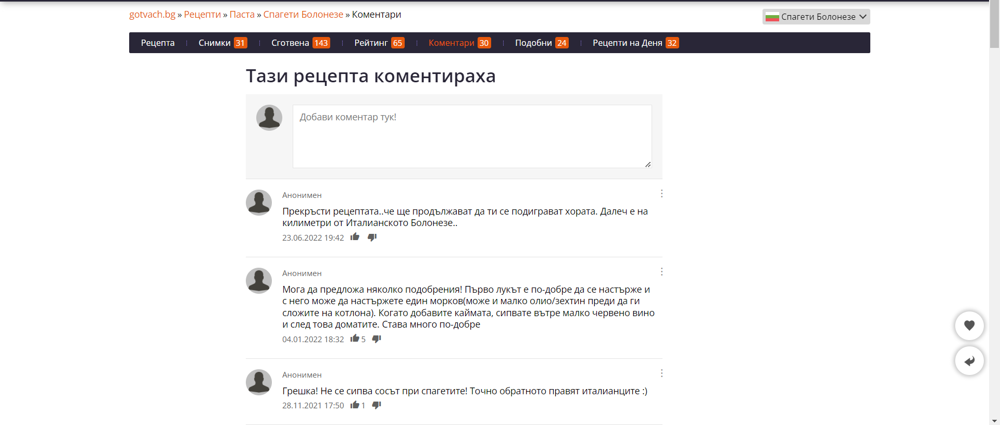 gotvach.bg » Рецепти » Паста » Спагети Болонезе » Коментари
Спагети Болонезе
Рецепта Снимки 31 Сготвена 143 Рейтинг 65 Коментари 30 Подобни 24 Рецепти на Деня 32
Тази рецепта коментираха
Добави коментар тук!
Анонимен
Прекръсти рецептата..че ще продължават да ти се подиграват хората. Далеч е на
километри от Италианското Болонезе..
23.06.2022 19:42
Анонимен
Мога да предложа няколко подобрения! Първо лукът е по-добре да се настърже и
с него може да настържете един морков(може и малко олио/зехтин преди да ги
сложите на котлона). Когато добавите каймата, сипвате вътре малко червено вино
и след това доматите. Става много по-добре
04.01.2022 18:32 5
Анонимен
Грешка! Не се сипва сосът при спагетите! Точно обратното правят италианците :)
28.11.2021 17:50 1